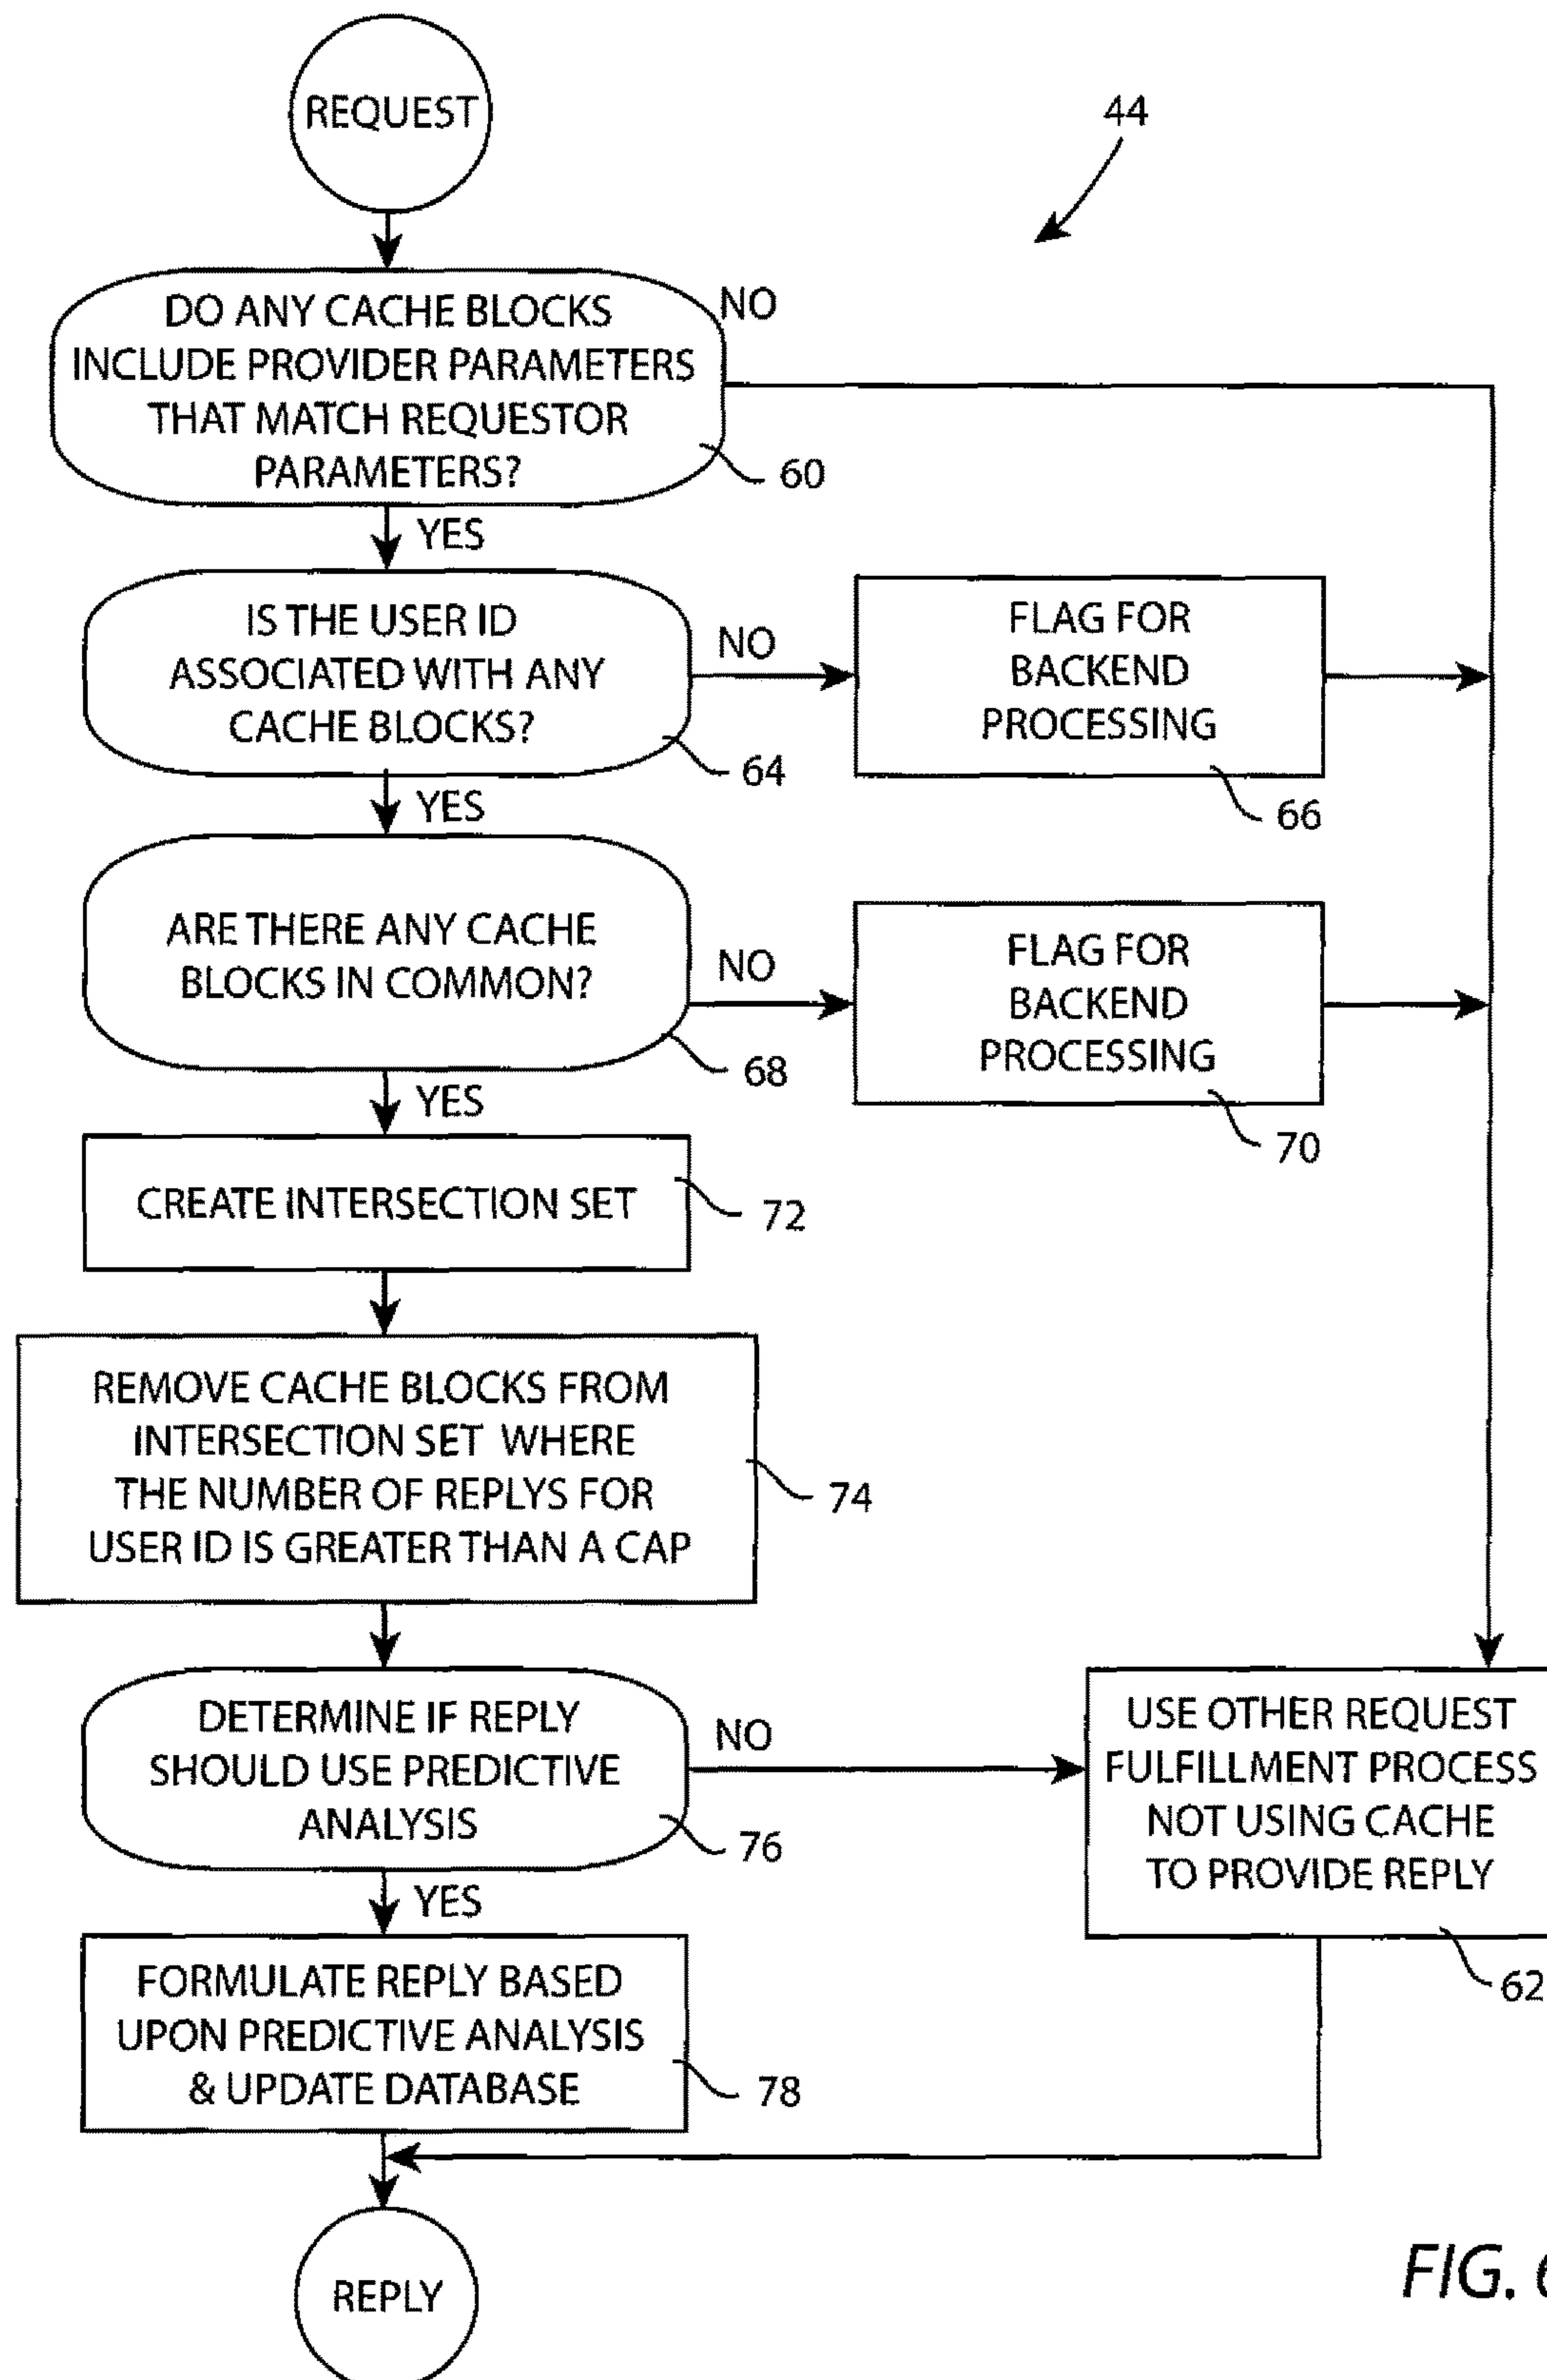 REQUEST
44
DO ANY CACHE BLOCKS
INCLUDE PROVIDER PARAMETERS
THAT MATCH REQUESTOR
PARAMETERS?
NO
60
YES
IS THE USER ID
ASSOCIATED WITH ANY
CACHE BLOCKS?
NO
64
FLAG FOR
BACKEND
PROCESSING
66
YES
ARE THERE ANY CACHE
BLOCKS IN COMMON?
NO
68
FLAG FOR
BACKEND
PROCESSING
70
YES
CREATE INTERSECTION SET
72
REMOVE CACHE BLOCKS FROM
INTERSECTION SET WHERE
THE NUMBER OF REPLYS FOR
USER ID IS GREATER THAN A CAP
74
DETERMINE IF REPLY
SHOULD USE PREDICTIVE
ANALYSIS
NO
76
USE OTHER REQUEST
FULFILLMENT PROCESS
NOT USING CACHE
TO PROVIDE REPLY
62
YES
FORMULATE REPLY BASED
UPON PREDICTIVE ANALYSIS
& UPDATE DATABASE
78
REPLY
FIG.